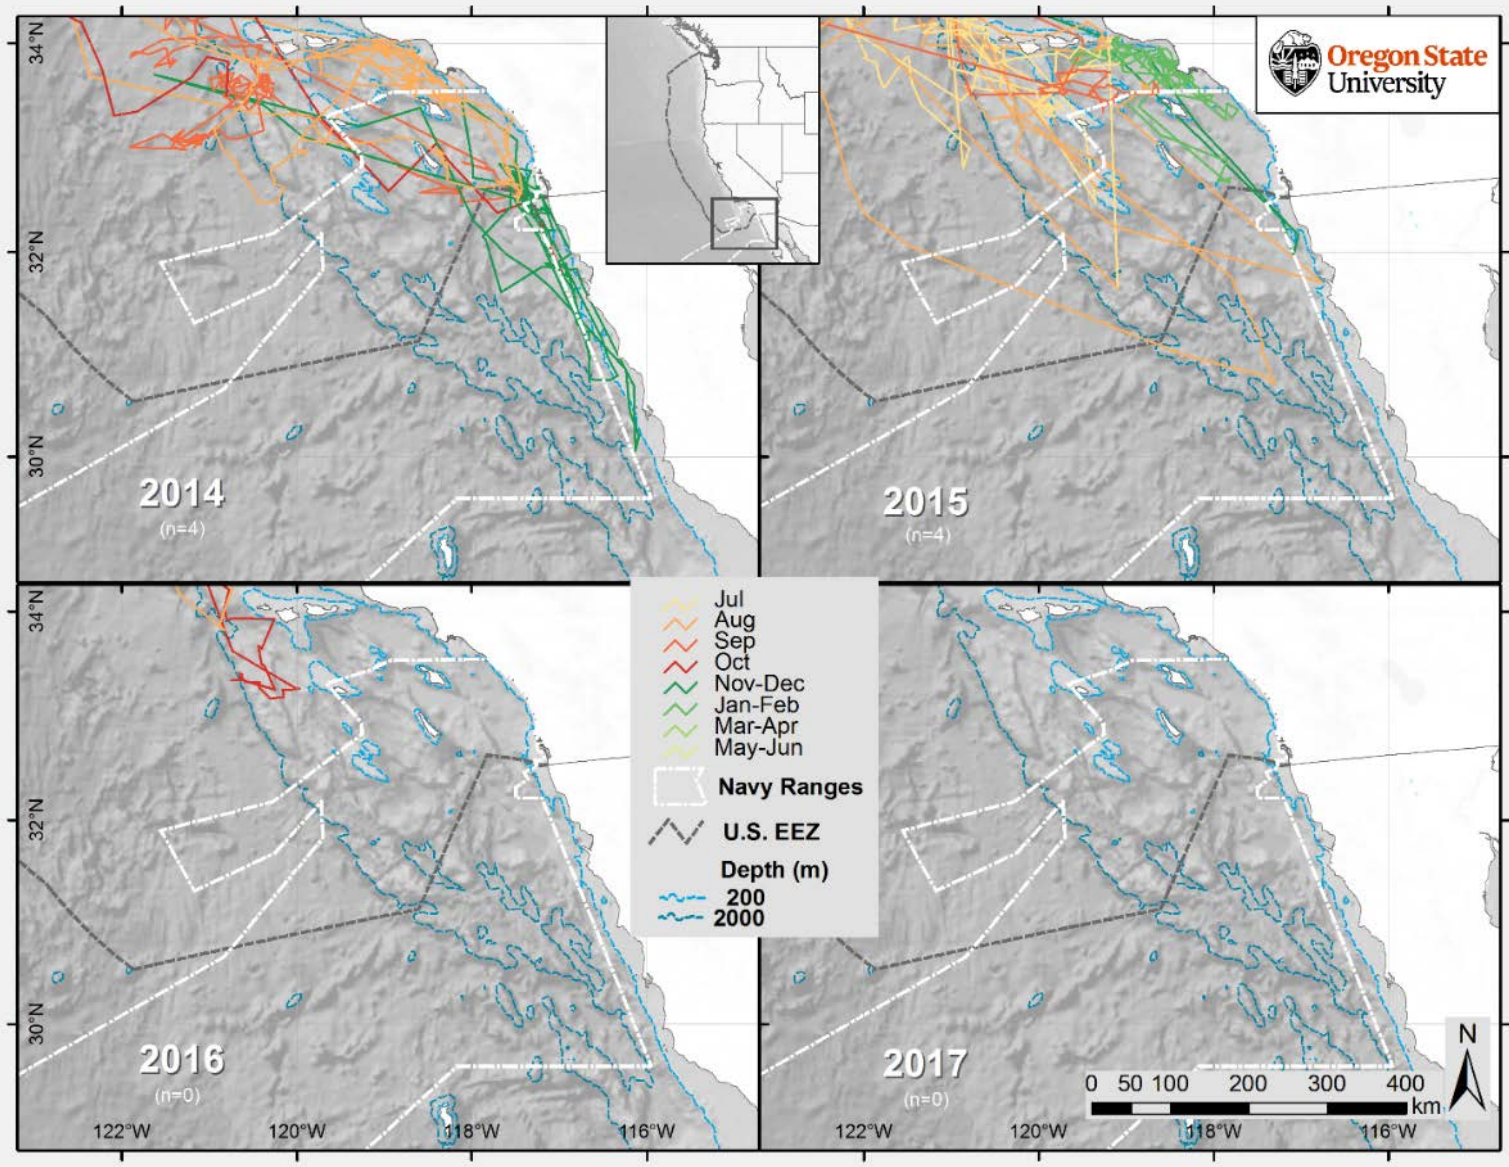 34°N
32°N
30°N
2014
(n=4)
2015
(n=4)
Oregon State
University
34°N
32°N
30°N
2016
(n=0)
122°W
120°W
118°W
116°W
Jul
Aug
Sep
Oct
Nov-Dec
Jan-Feb
Mar-Apr
May-Jun
Navy Ranges
U.S. EEZ
Depth (m)
200
2000
2017
(n=0)
N
0 50 100 200 300 400
km
122°W
120°W
118°W
116°W